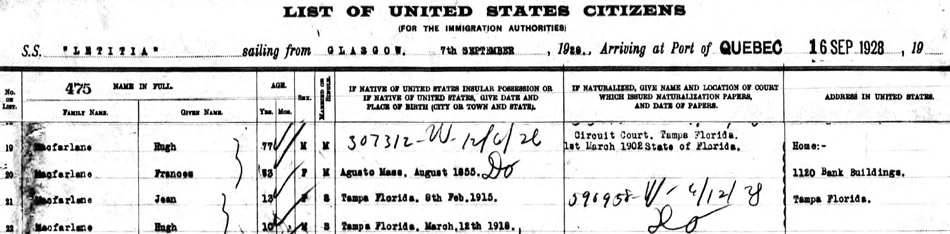 LIST OF UNITED STATES CITIZENS
(FOR THE IMMIGRATION AUTHORITIES)
S.S. "LETITIA" sailing from GLASGOW. 7th SEPTEMBER , 1928., Arriving at Port of QUEBEC 16 SEP 1928 , 19
No. ON LIST. 475 NAME IN FULL. AGE. SEX. MARRIED OR SINGLE. IF NATIVE OF UNITED STATES INSULAR POSSESSION OR IF NATURALIZED, GIVE NAME AND LOCATION OF COURT
IF NATIVE OF UNITED STATES, GIVE DATE AND WHICH ISSUED NATURALIZATION PAPERS, ADDRESS IN UNITED STATES.
FAMILY NAME. GIVEN NAME. Yrs. Mos. PLACE OF BIRTH (CITY OR TOWN AND STATE). AND DATE OF PAPERS.
Circuit Court, Tampa Florida.
19 Macfarlane Hugh 77 M M 307312-W-12/6/28 1st March 1902 State of Florida. Home:-
20 Macfarlane Frances F M Agusto Mass. August 1855. Do 1120 Bank Buildings.
21 Macfarlane Jean 13 F S Tampa Florida. 8th Feb, 1915. Tampa Florida.
22 Macfarlane Hugh 10 M S Tampa Florida. March, 12th 1918. Do